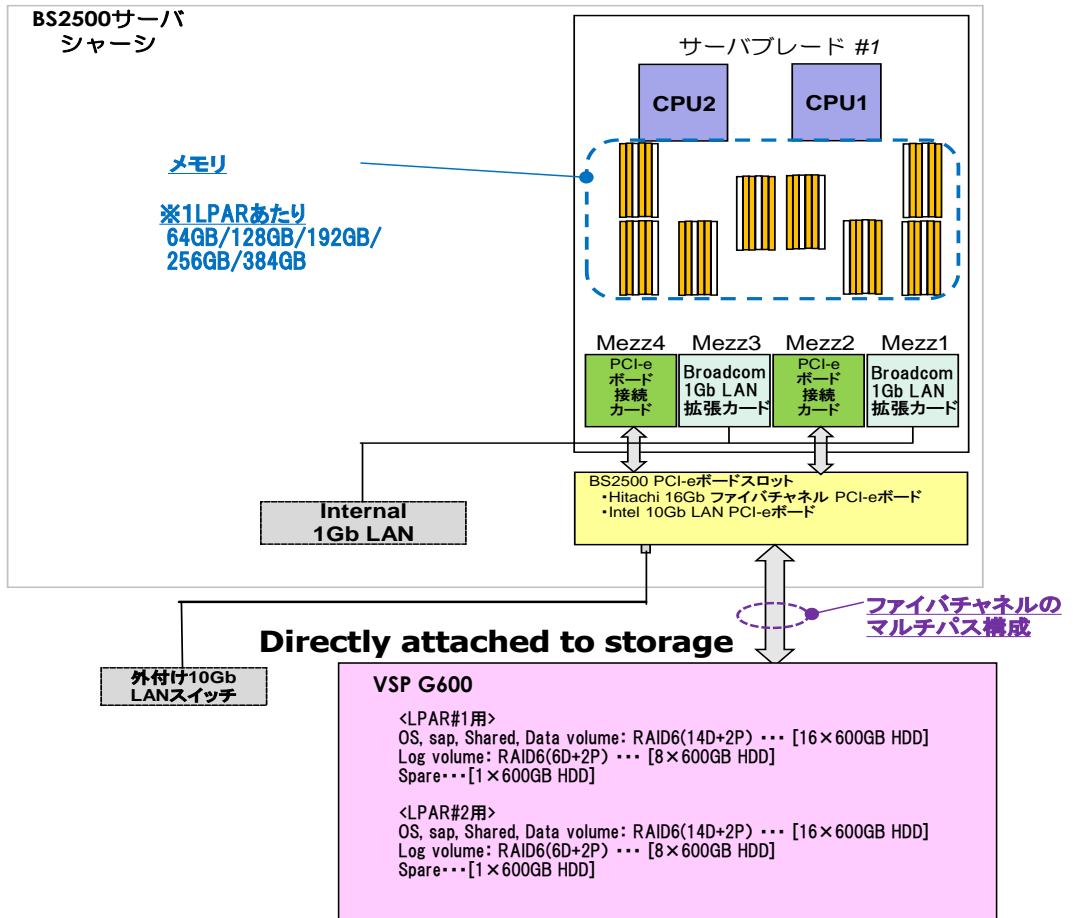 BS2500サーバ
シャーシ
サーバブレード #1
CPU2
CPU1
メモリ
※1LPARあたり
64GB/128GB/192GB/
256GB/384GB
Mezz4
Mezz3
Mezz2
Mezz1
PCI-e
ボード
接続
カード
Broadcom
1Gb LAN
拡張カード
PCI-e
ボード
接続
カード
Broadcom
1Gb LAN
拡張カード
BS2500 PCI-eボードスロット
・Hitachi 16Gb ファイバチャネル PCI-eボード
・Intel 10Gb LAN PCI-eボード
Internal
1Gb LAN
ファイバチャネルの
マルチパス構成
Directly attached to storage
外付け10Gb
LANスイッチ
VSP G600
<LPAR#1用>
OS, sap, Shared, Data volume: RAID6(14D+2P) ・・・ [16×600GB HDD]
Log volume: RAID6(6D+2P) ・・・ [8×600GB HDD]
Spare・・・[1×600GB HDD]
<LPAR#2用>
OS, sap, Shared, Data volume: RAID6(14D+2P) ・・・ [16×600GB HDD]
Log volume: RAID6(6D+2P) ・・・ [8×600GB HDD]
Spare・・・[1×600GB HDD]